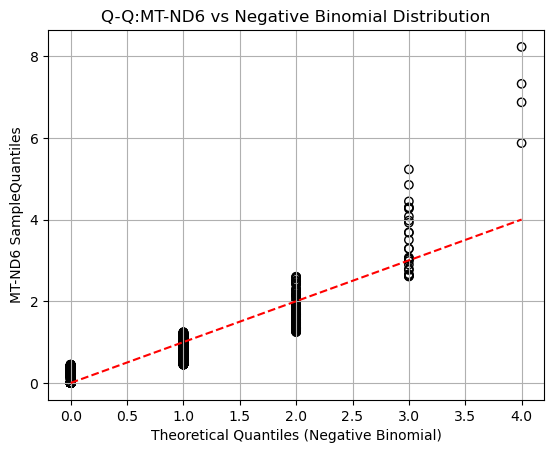 Q-Q:MT-ND6 vs Negative Binomial Distribution
MT-ND6 SampleQuantiles
8
6
4
2
0
0.0 0.5 1.0 1.5 2.0 2.5 3.0 3.5 4.0
Theoretical Quantiles (Negative Binomial)